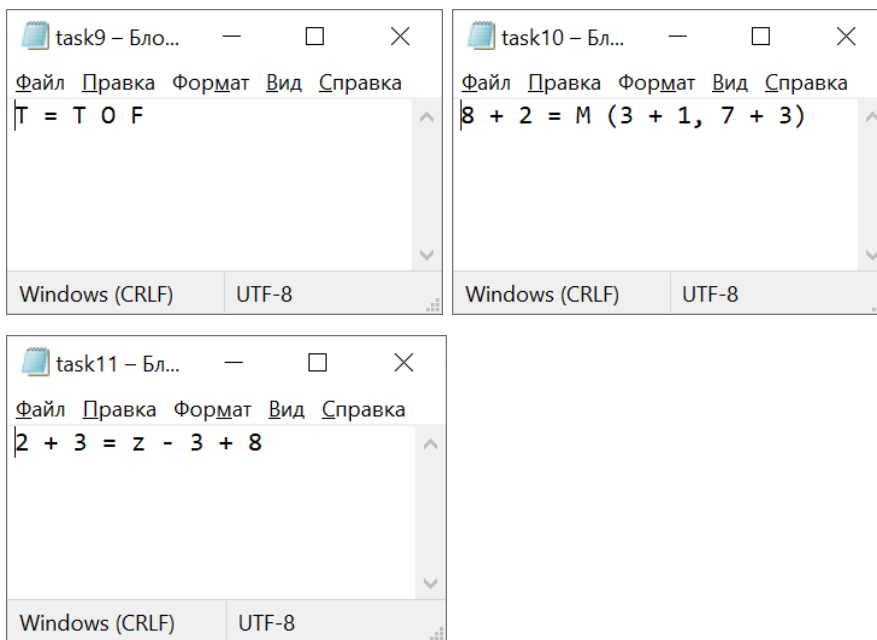 task9 – Бло...
Файл Правка Формат Вид Справка
T = T O F
Windows (CRLF) UTF-8
task10 – Бл...
Файл Правка Формат Вид Справка
8 + 2 = M (3 + 1, 7 + 3)
Windows (CRLF) UTF-8
task11 – Бл...
Файл Правка Формат Вид Справка
2 + 3 = z - 3 + 8
Windows (CRLF) UTF-8